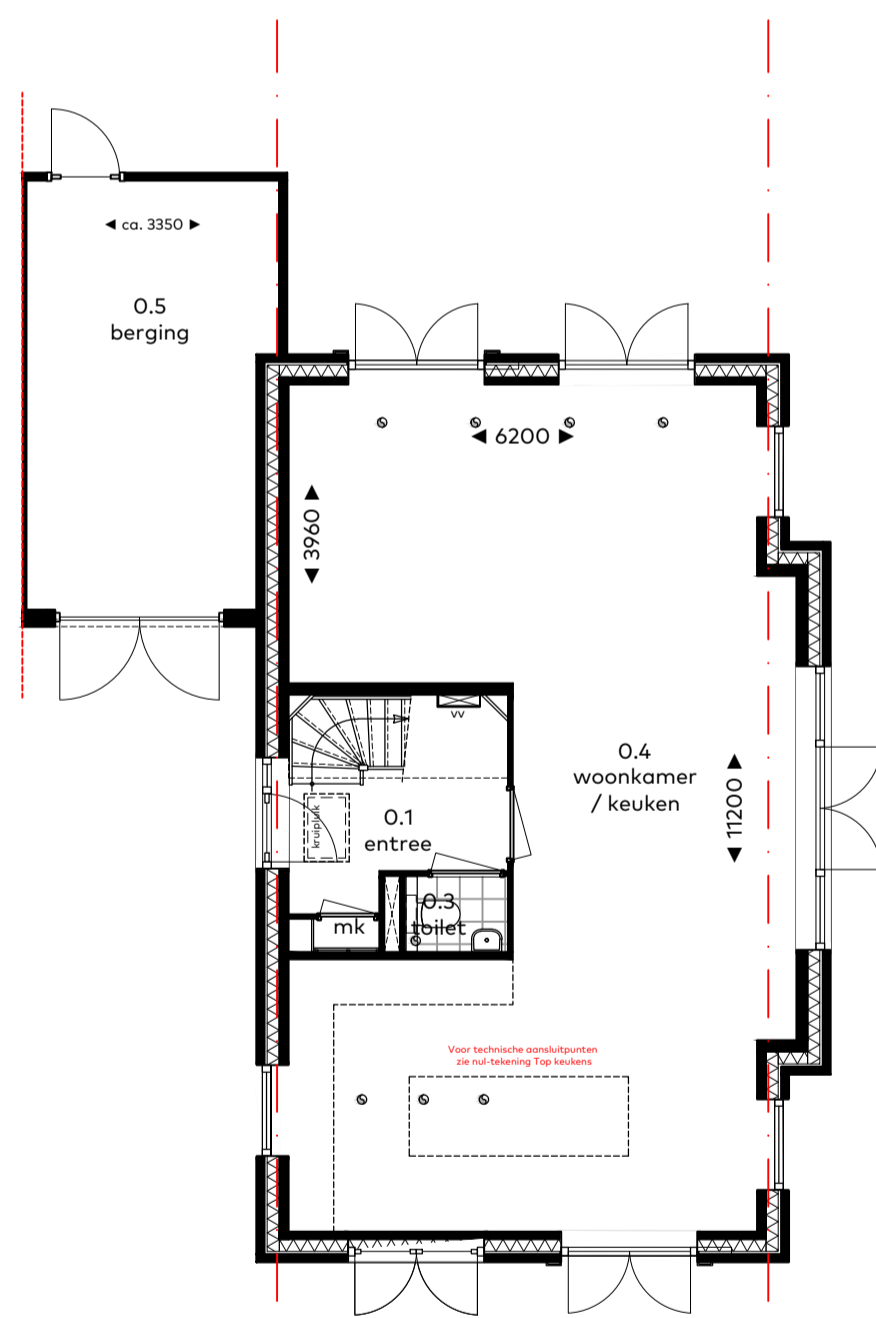 ◄ ca. 3350 ►
0.5
berging
◄ 6200 ►
◄ 3960 ►
vv
0.4
woonkamer
/ keuken
◄ 11200 ►
kruipluik
0.1
entree
0.3
toilet
mk
Voor technische aansluitpunten
zie nul-tekening Top keukens